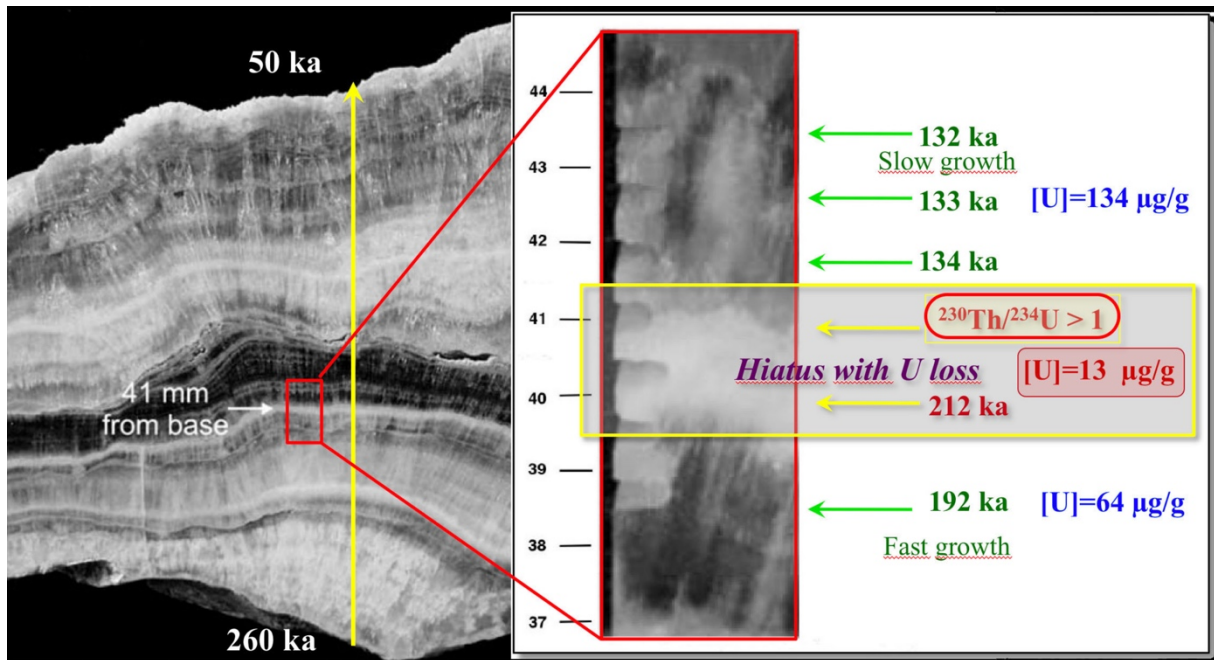 50 ka
41 mm
from base
260 ka
44
43
42
41
40
39
38
37
132 ka
Slow growth
133 ka [U]=134 µg/g
134 ka
²³⁰Th/²³⁴U > 1
Hiatus with U loss [U]=13 µg/g
212 ka
192 ka [U]=64 µg/g
Fast growth